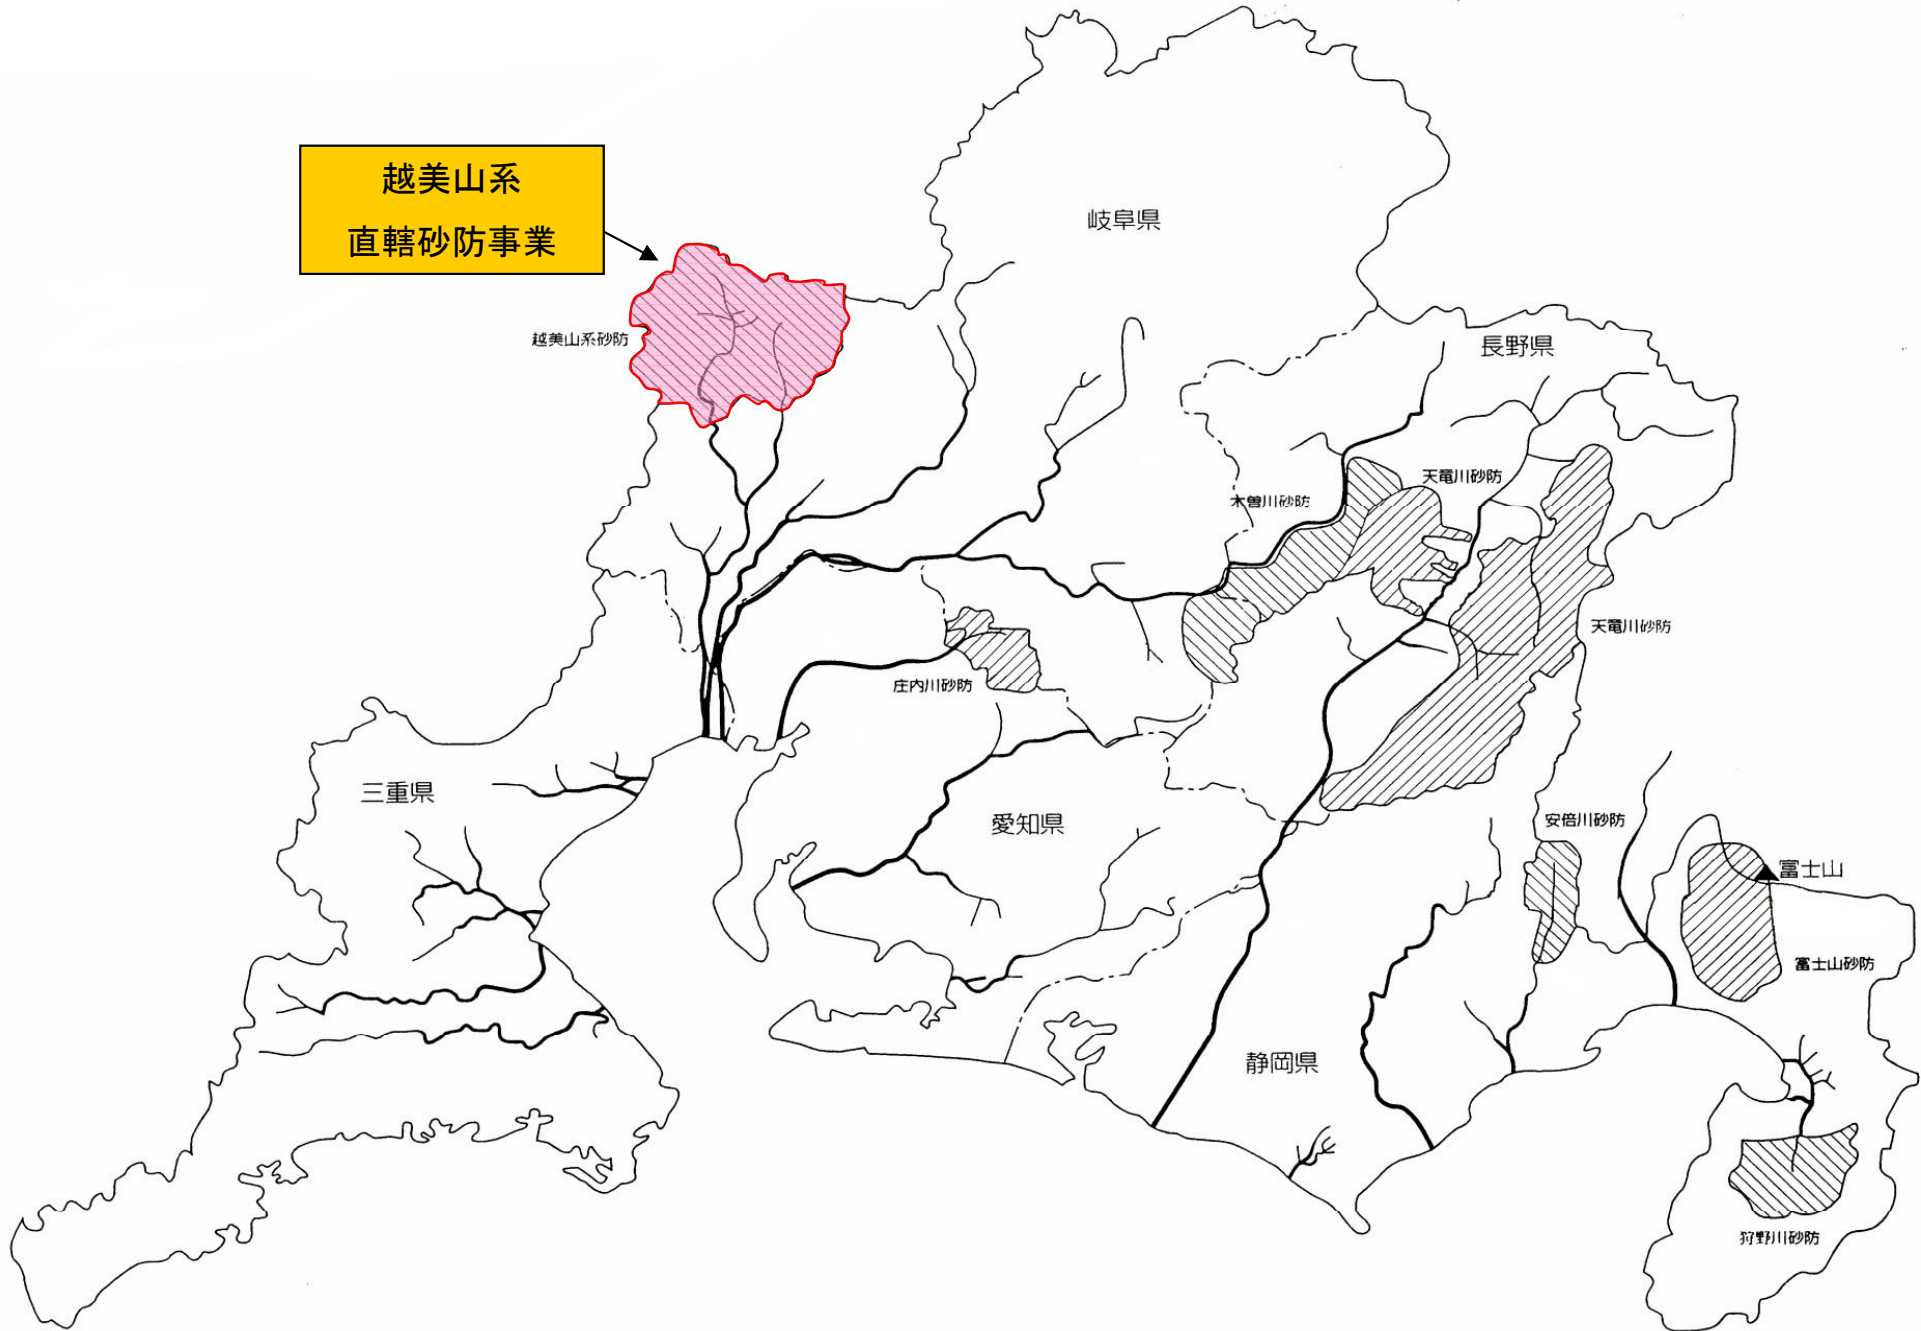 越美山系
直轄砂防事業
岐阜県
越美山系砂防
長野県
天竜川砂防
木曽川砂防
天竜川砂防
庄内川砂防
三重県
愛知県
安倍川砂防
富士山
富士山砂防
静岡県
狩野川砂防